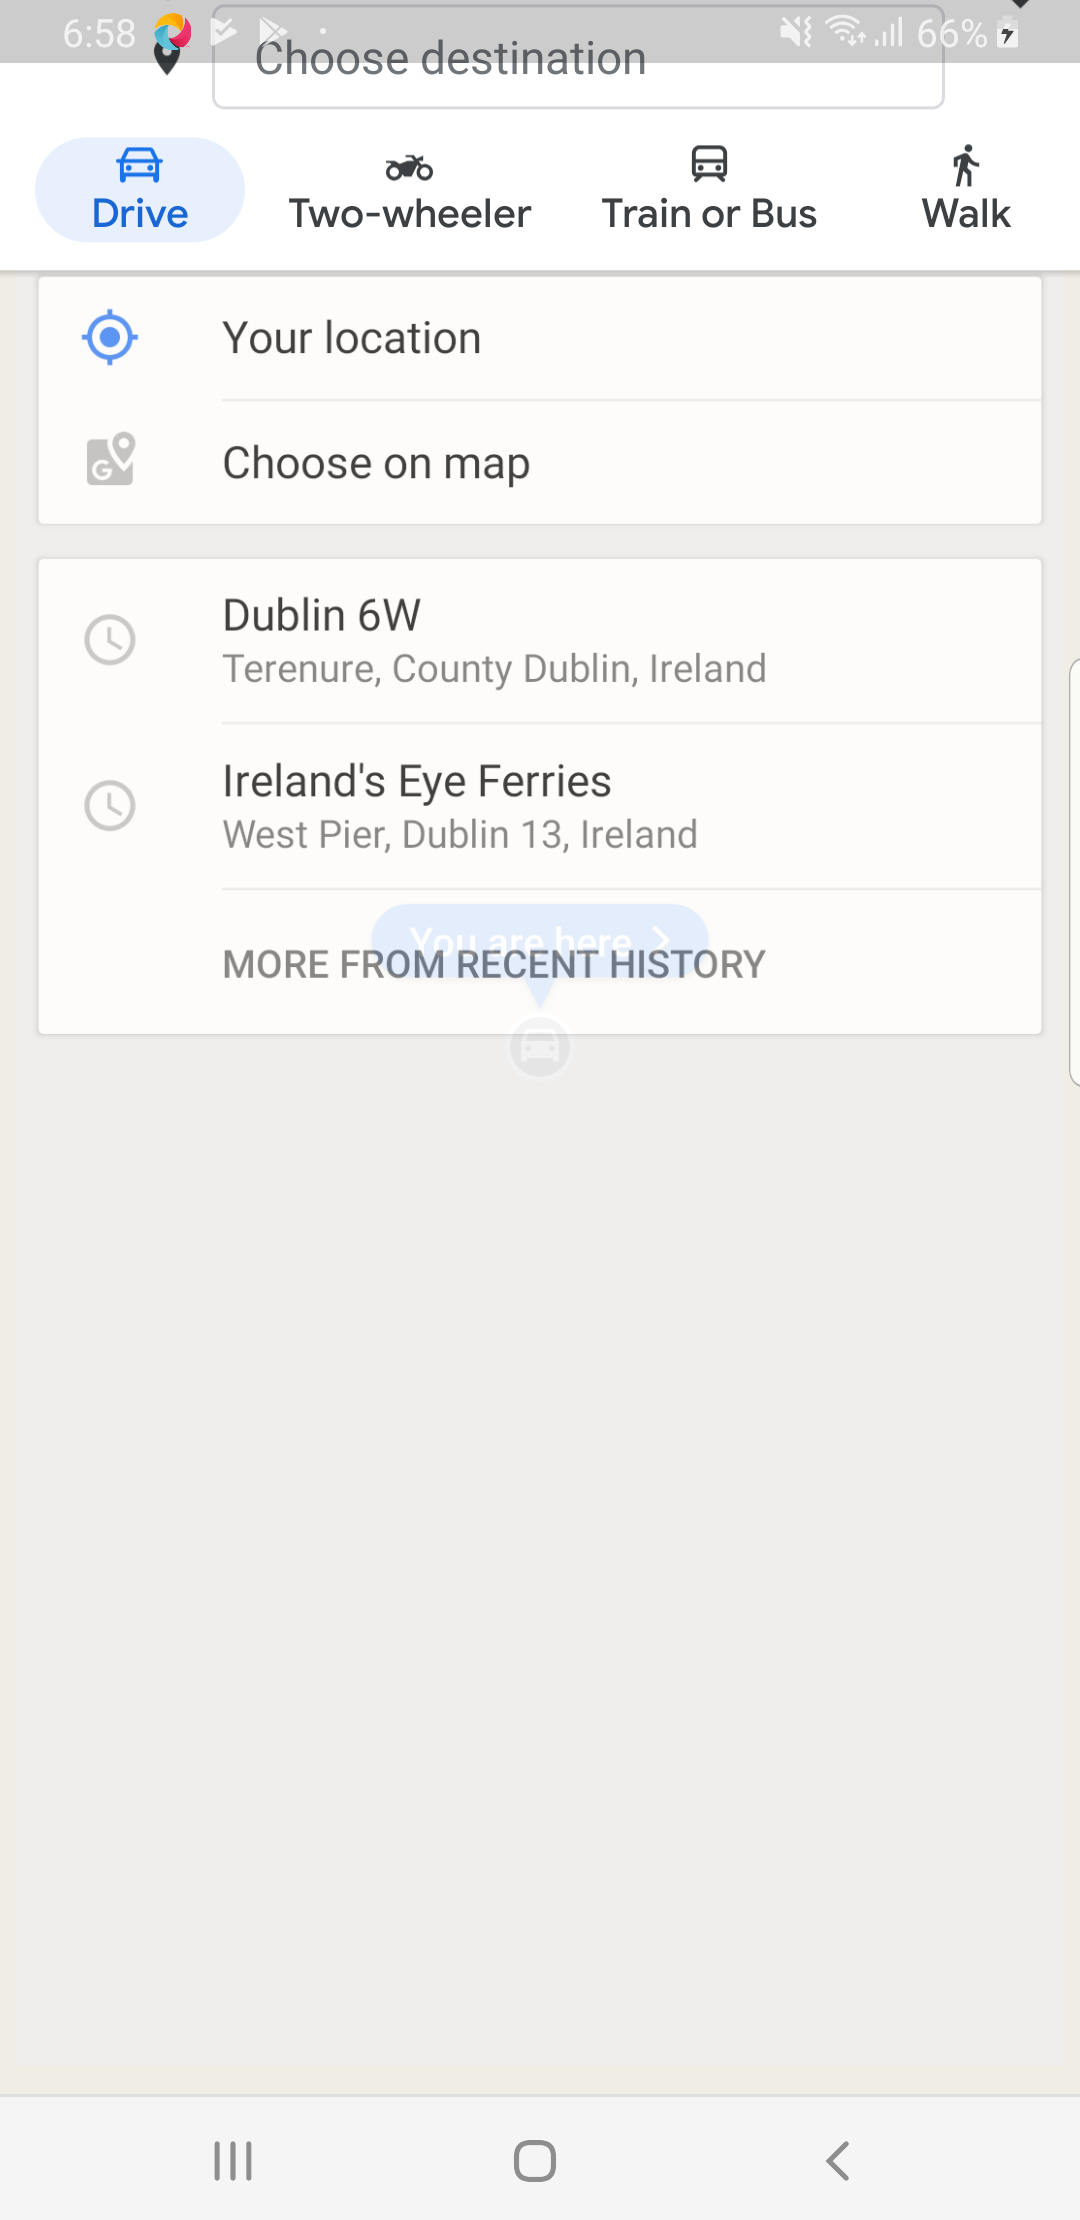 6:58
66%
Choose destination
Drive
Two-wheeler
Train or Bus
Walk
Your location
G
Choose on map
Dublin 6W
Terenure, County Dublin, Ireland
Ireland's Eye Ferries
West Pier, Dublin 13, Ireland
You are here
MORE FROM RECENT HISTORY